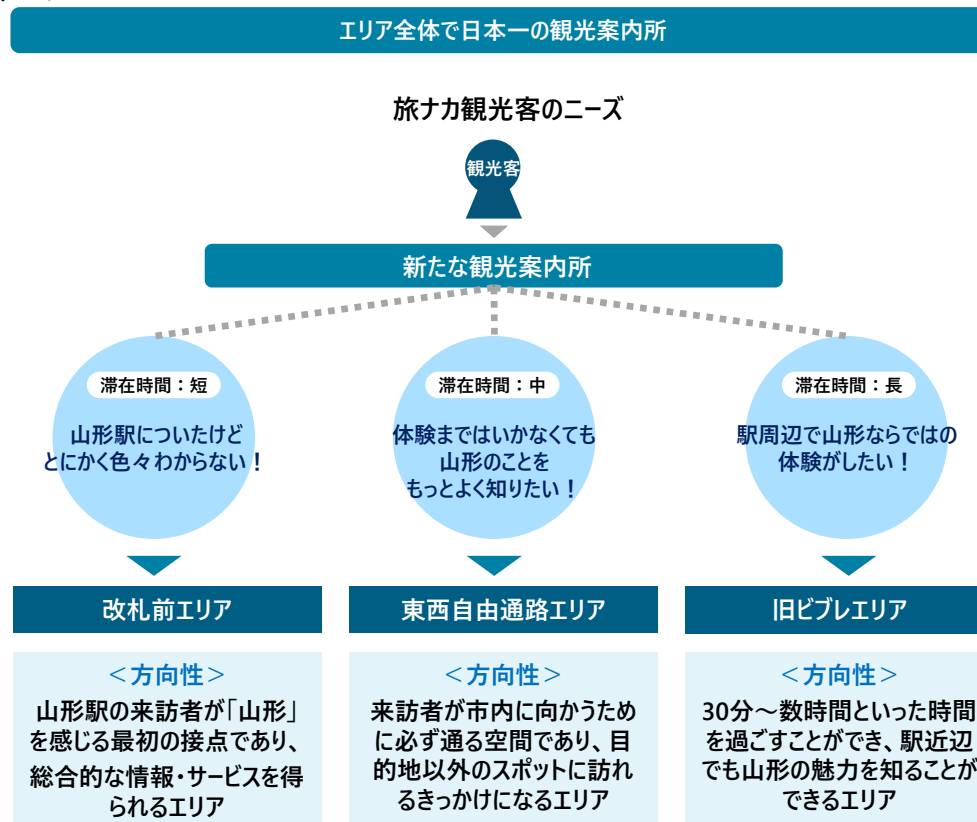 エリア全体で日本一の観光案内所
旅ナカ観光客のニーズ
観光客
新たな観光案内所
滞在時間：短
山形駅についたけど
とにかく色々わからない！
滞在時間：中
体験まではいかなくても
山形のことを
もっとよく知りたい！
滞在時間：長
駅周辺で山形ならではの
体験がしたい！
改札前エリア
＜方向性＞
山形駅の来訪者が「山形」
を感じる最初の接点であり、
総合的な情報・サービスを得
られるエリア
東西自由通路エリア
＜方向性＞
来訪者が市内に向かうため
に必ず通る空間であり、目
的地以外のスポットに訪れ
るきっかけになるエリア
旧ビブレエリア
＜方向性＞
30分～数時間といった時間
を過ごすことができ、駅近辺
でも山形の魅力を知ることが
できるエリア